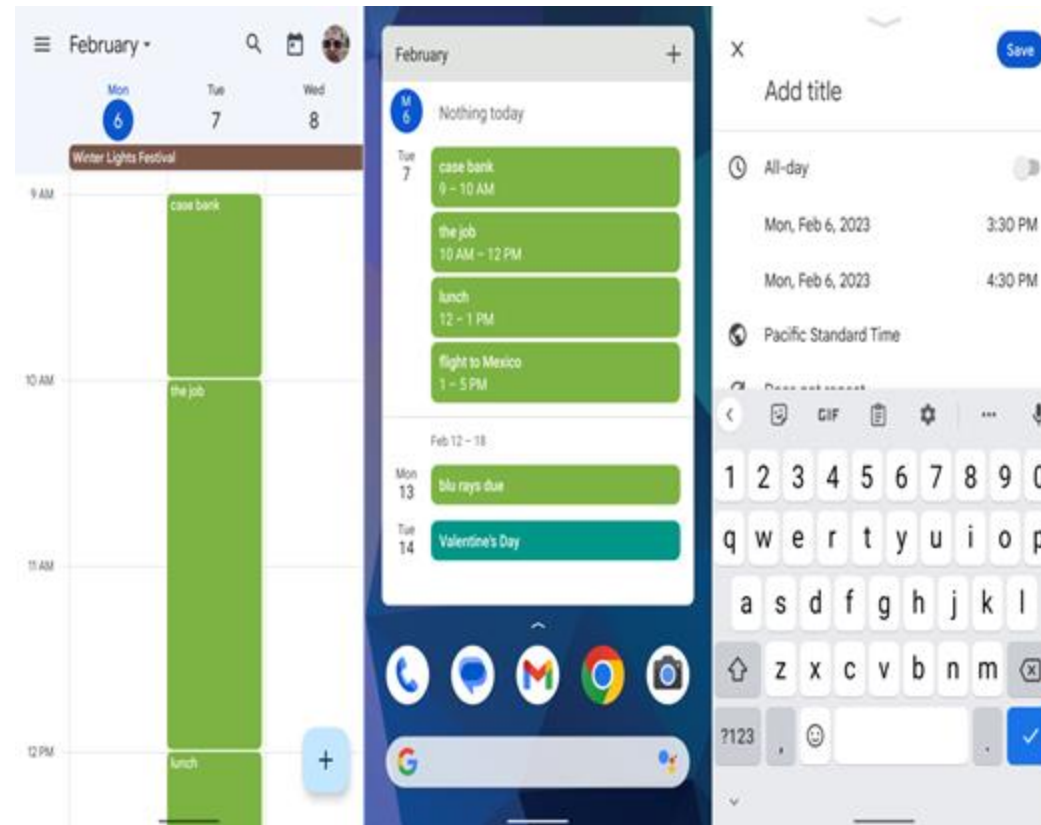 February
Mon Tue Wed
6 7 8
Winter Lights Festival
9 AM
case bank
10 AM
the job
11 AM
12 PM
lunch
+
February +
M
6
Nothing today
Tue
7
case bank
9 – 10 AM
the job
10 AM – 12 PM
lunch
12 – 1 PM
flight to Mexico
1 – 5 PM
Feb 12 – 18
Mon
13
blu rays due
Tue
14
Valentine's Day
G
Save
Add title
All-day
Mon, Feb 6, 2023 3:30 PM
Mon, Feb 6, 2023 4:30 PM
Pacific Standard Time
Does not repeat
GIF
1 2 3 4 5 6 7 8 9 0
q w e r t y u i o p
a s d f g h j k l
z x c v b n m
?123 , .